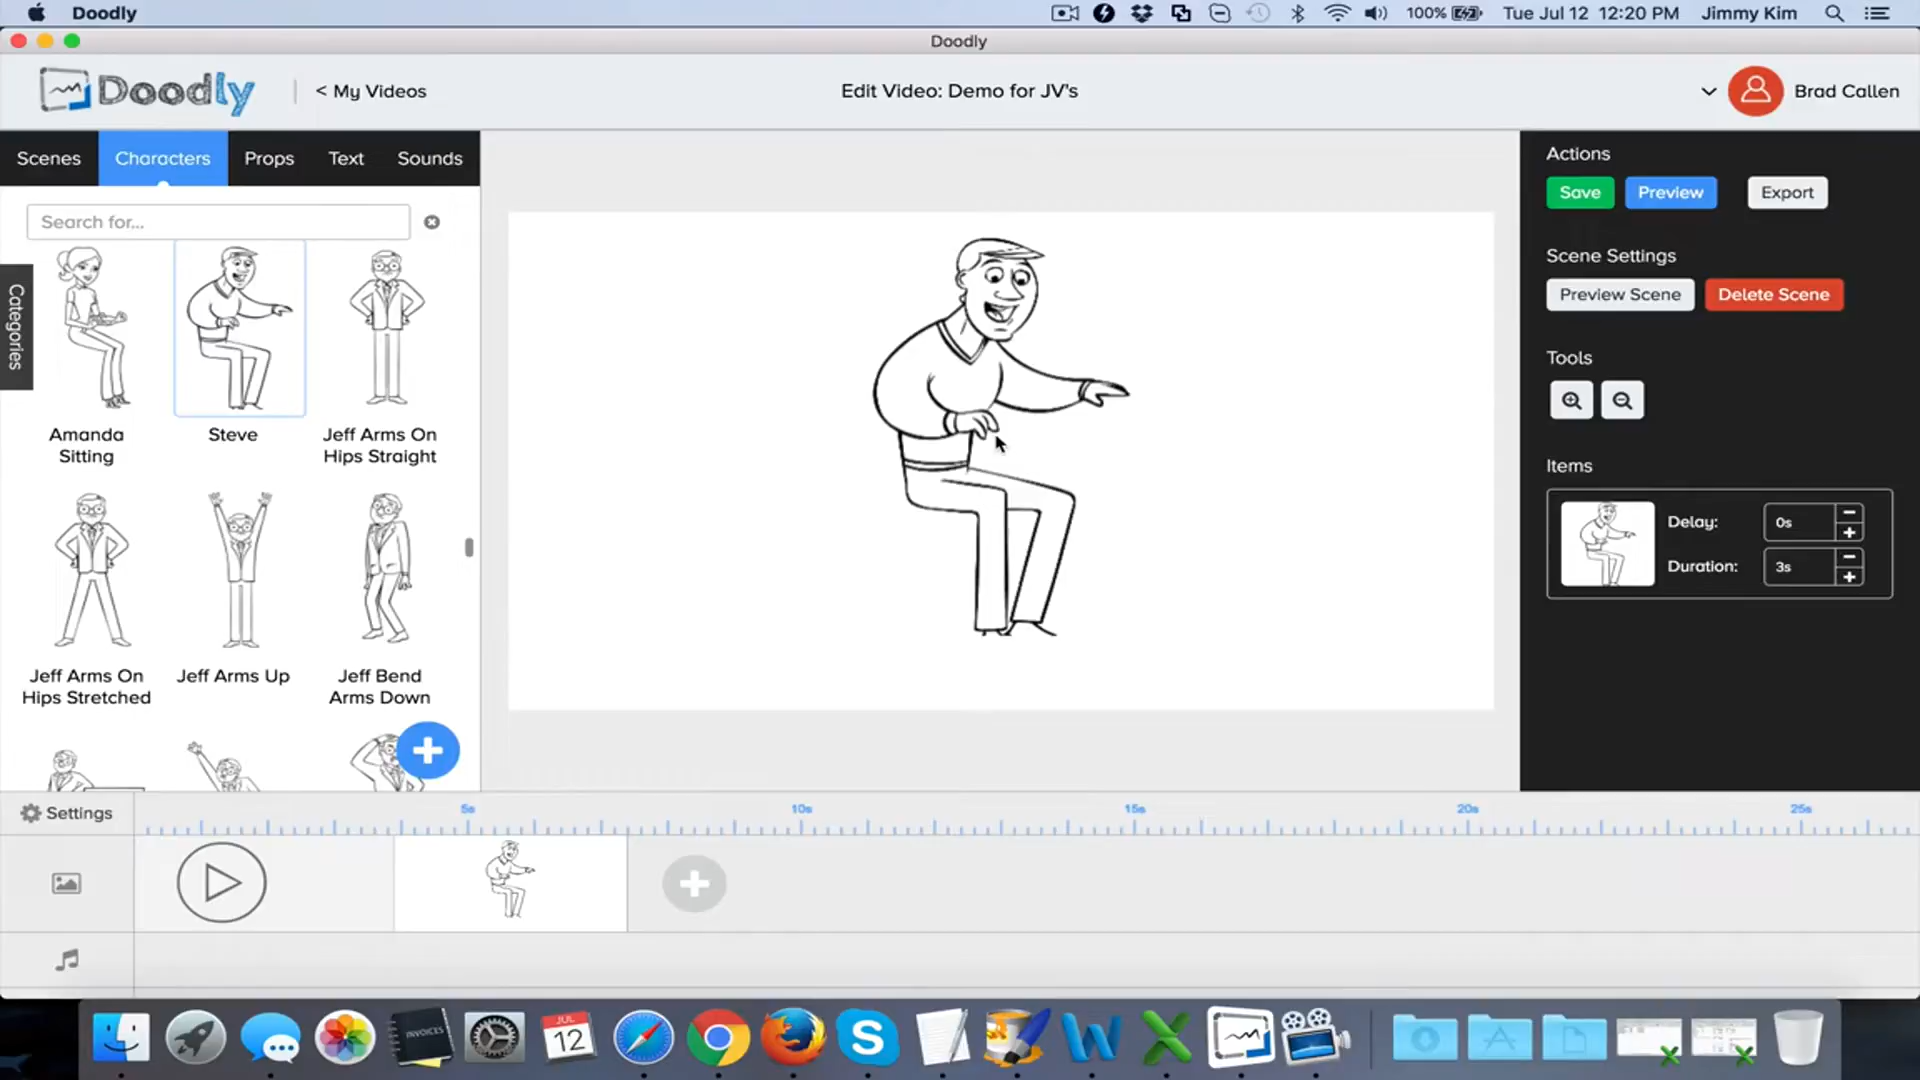 Doodly
100%
Tue Jul 12 12:20 PM
Jimmy Kim
Doodly
Doodly
< My Videos
Edit Video: Demo for JV's
Brad Callen
Scenes
Characters
Props
Text
Sounds
Search for...
Categories
Amanda
Sitting
Steve
Jeff Arms On
Hips Straight
Jeff Arms On
Hips Stretched
Jeff Arms Up
Jeff Bend
Arms Down
Actions
Save
Preview
Export
Scene Settings
Preview Scene
Delete Scene
Tools
Items
Delay:
0s
Duration:
3s
Settings
5s
10s
15s
20s
25s
INVOICES
JUL
12